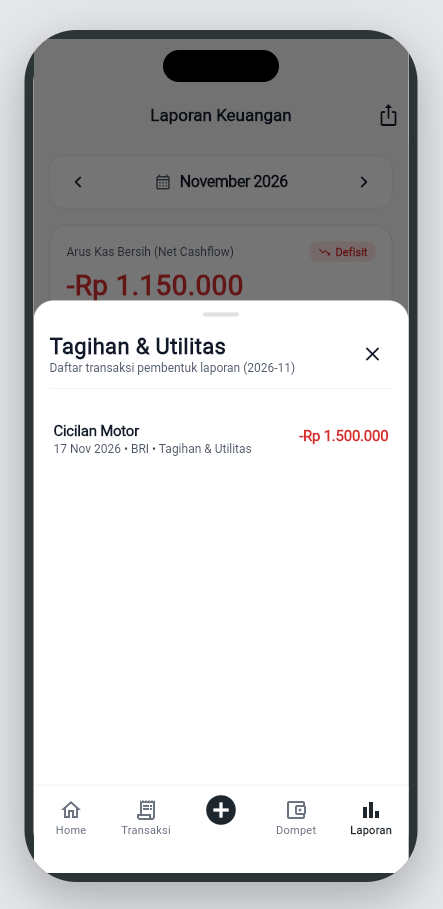 Laporan Keuangan
November 2026
Arus Kas Bersih (Net Cashflow)
Defisit
-Rp 1.150.000
Tagihan & Utilitas
Daftar transaksi pembentuk laporan (2026-11)
Cicilan Motor
-Rp 1.500.000
17 Nov 2026 • BRI • Tagihan & Utilitas
Home
Transaksi
Dompet
Laporan